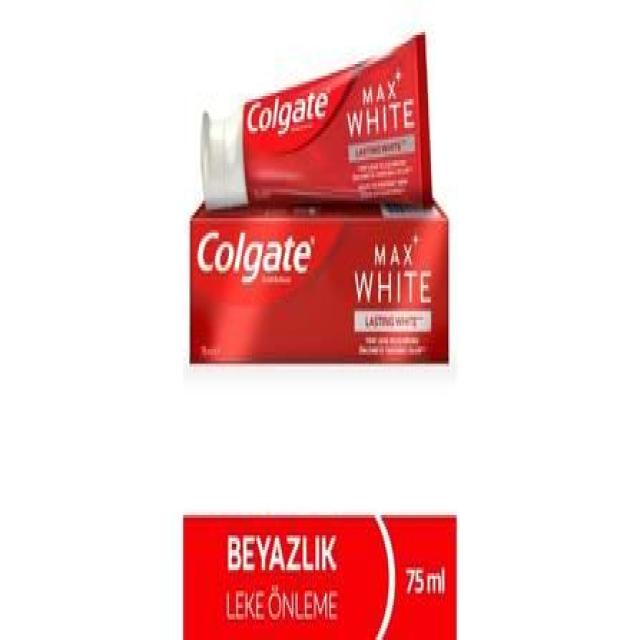 Colgate
MAX+
WHITE
LASTING WHITE
Colgate
MAX+
WHITE
LASTING WHITE
BEYAZLIK
LEKE ÖNLEME
75 ml